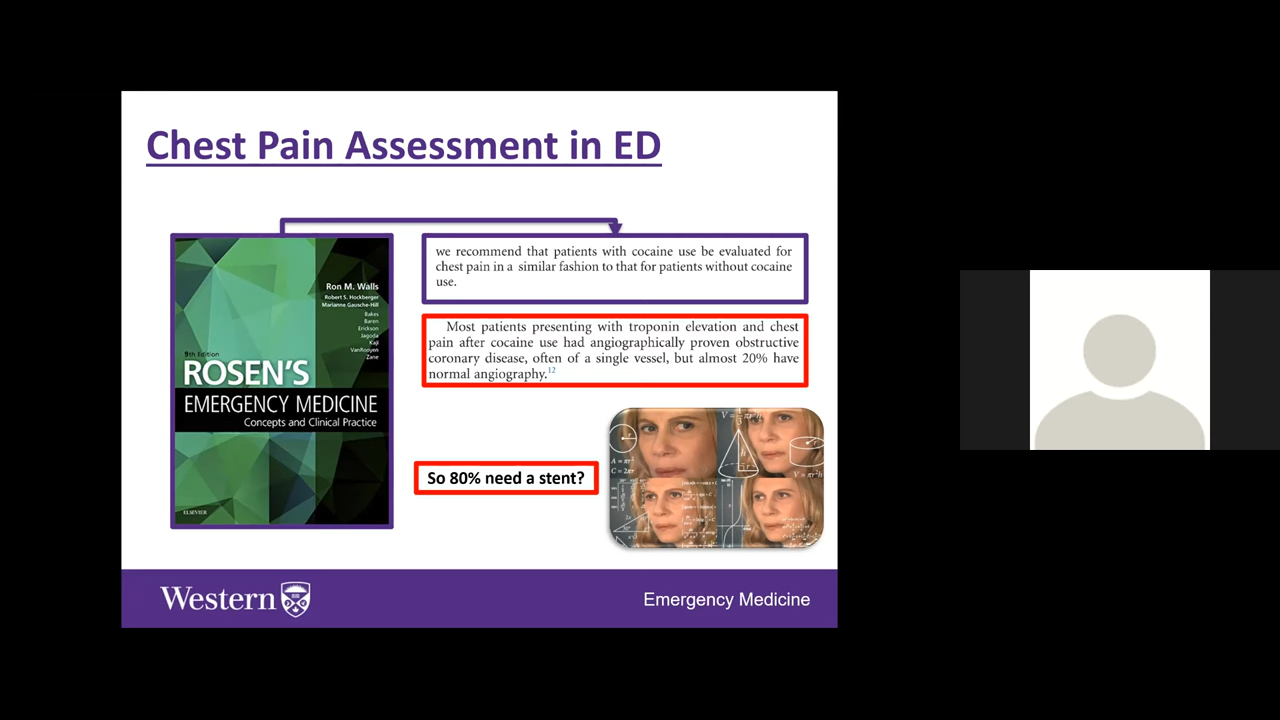 Chest Pain Assessment in ED
Ron M. Walls
Robert S. Hockberger
Marianne Gausche-Hill
Bakes
Baren
Erickson
Jagoda
Kaji
VanRooyen
Zane
9th Edition
ROSEN'S
EMERGENCY MEDICINE
Concepts and Clinical Practice
ELSEVIER
we recommend that patients with cocaine use be evaluated for
chest pain in a similar fashion to that for patients without cocaine
use.
Most patients presenting with troponin elevation and chest
pain after cocaine use had angiographically proven obstructive
coronary disease, often of a single vessel, but almost 20% have
normal angiography.12
So 80% need a stent?
A = πr²
C = 2πr
V = πr²h
Western
Emergency Medicine